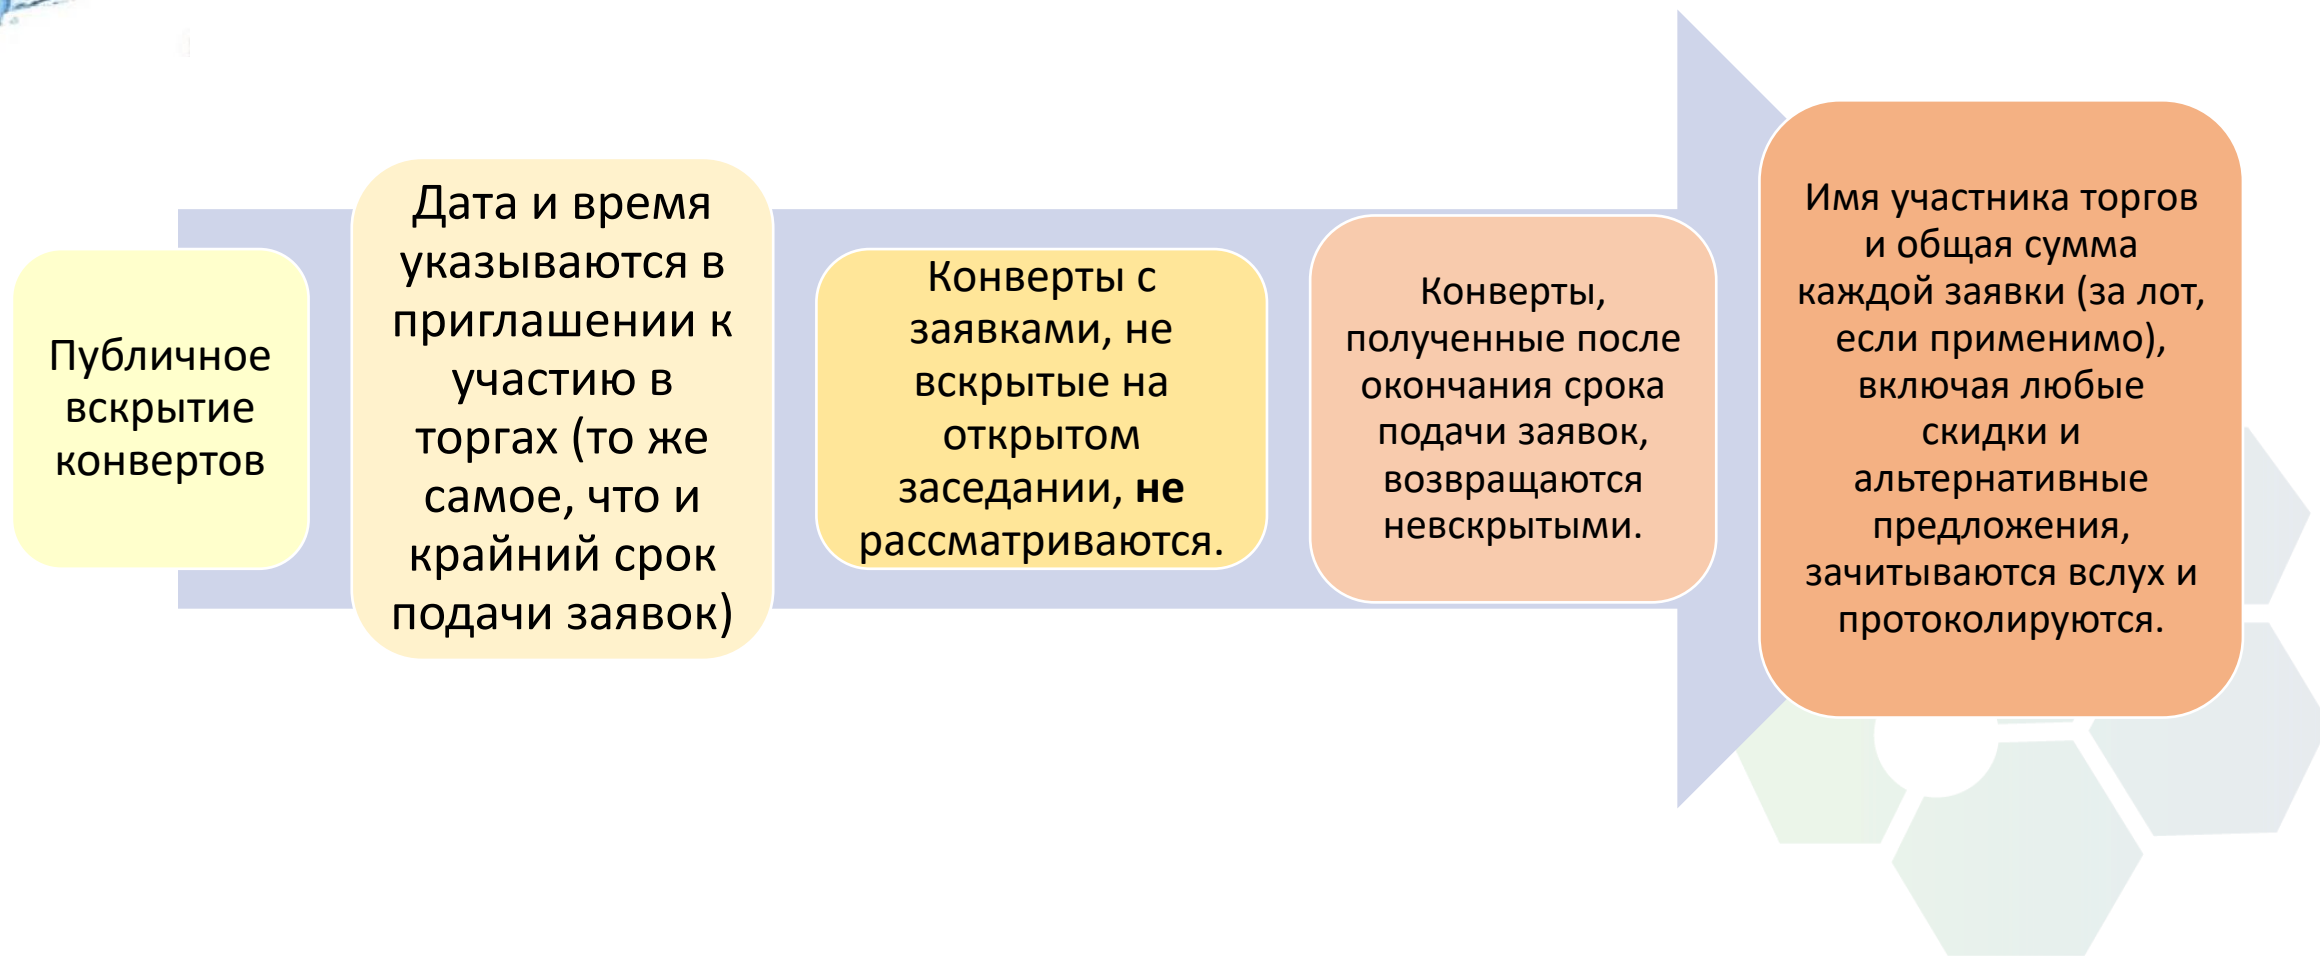 Публичное
вскрытие
конвертов
Дата и время
указываются в
приглашении к
участию в
торгах (то же
самое, что и
крайний срок
подачи заявок)
Конверты с
заявками, не
вскрытые на
открытом
заседании, не
рассматриваются.
Конверты,
полученные после
окончания срока
подачи заявок,
возвращаются
невскрытыми.
Имя участника торгов
и общая сумма
каждой заявки (за лот,
если применимо),
включая любые
скидки и
альтернативные
предложения,
зачитываются вслух и
протоколируются.